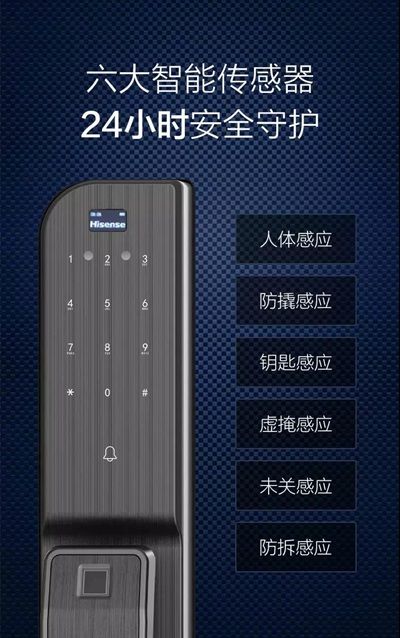 六大智能传感器
24小时安全守护
Hisense
1 2 3
4 5 6
7 8 9
* 0 #
人体感应
防撬感应
钥匙感应
虚掩感应
未关感应
防拆感应